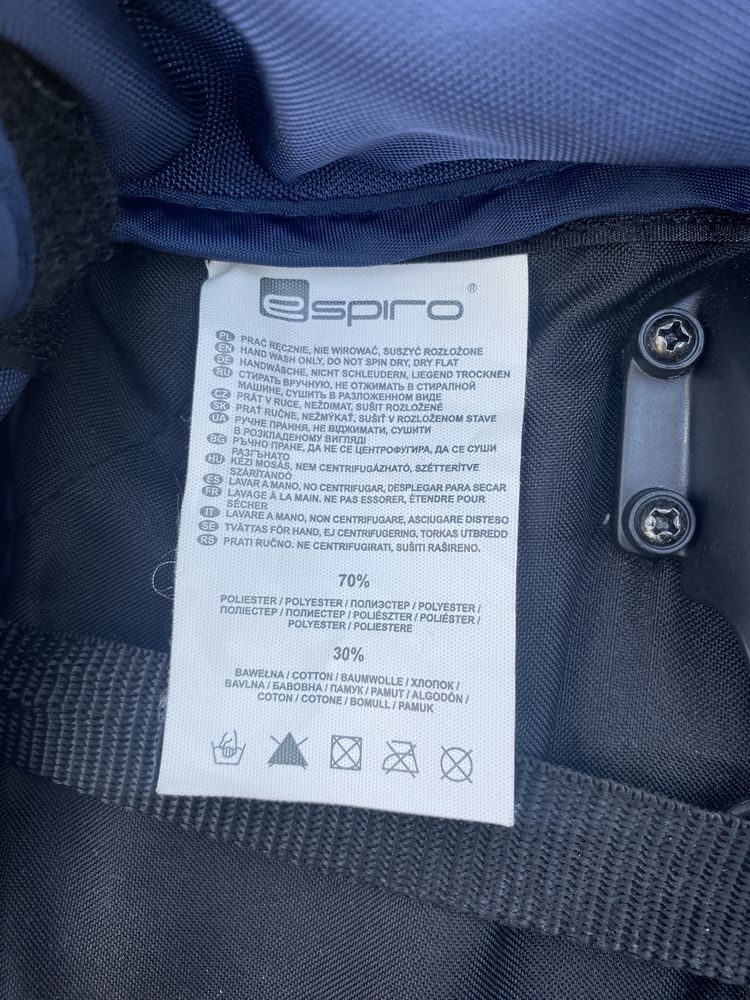 espiro ®
PL PRAĆ RĘCZNIE, NIE WIROWAĆ, SUSZYĆ ROZŁOŻONE
EN HAND WASH ONLY, DO NOT SPIN DRY, DRY FLAT
DE HANDWÄSCHE, NICHT SCHLEUDERN, LIEGEND TROCKNEN
RU СТИРАТЬ ВРУЧНУЮ, НЕ ОТЖИМАТЬ В СТИРАЛНОЙ
МАШИНЕ, СУШИТЬ В РАЗЛОЖЕННОМ ВИДЕ
CZ PRÁT V RUCE, NEŽDIMAT, SUŠIT ROZLOŽENÉ
SK PRAŤ RUČNE, NEŽMÝKAŤ, SUŠIŤ V ROZLOŽENOM STAVE
UA РУЧНЕ ПРАННЯ, НЕ ВІДЖИМАТИ, СУШИТИ
В РОЗКЛАДЕНОМУ ВИГЛЯДІ
BG РЪЧНО ПРАНЕ, ДА НЕ СЕ ЦЕНТРОФУГИРА, ДА СЕ СУШИ
РАЗГЪНАТО
HU KÉZI MOSÁS, NEM CENTRIFUGÁZHATÓ, SZÉTTERÍTVE
SZÁRÍTANDÓ
ES LAVAR A MANO, NO CENTRIFUGAR, DESPLEGAR PARA SECAR
FR LAVAGE À LA MAIN. NE PAS ESSORER, ÉTENDRE POUR
SÉCHER
IT LAVARE A MANO, NON CENTRIFUGARE, ASCIUGARE DISTESO
SE TVÄTTAS FÖR HAND, EJ CENTRIFUGERING, TORKAS UTBREDD
RS PRATI RUČNO. NE CENTRIFUGIRATI, SUŠITI RAŠIRENO.
70%
POLIESTER / POLYESTER / ПОЛИЭСТЕР / POLYESTER /
ПОЛІЕСТЕР / ПОЛИЕСТЕР / POLIÉSZTER / POLIÉSTER /
POLYESTER / POLIESTERE
30%
BAWEŁNA / COTTON / BAUMWOLLE / ХЛОПОК /
BAVLNA / БАВОВНА / ПАМУК / PAMUT / ALGODÓN /
COTON / COTONE / BOMULL / PAMUK